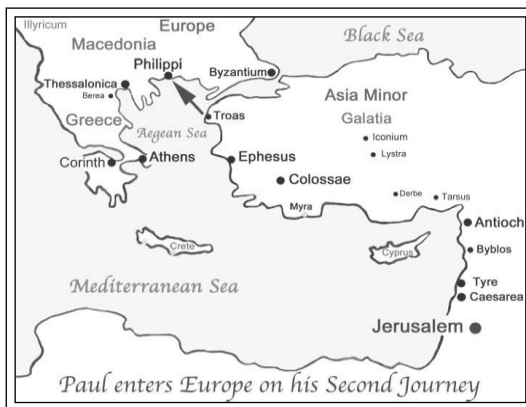 Illyricum
Europe
Black Sea
Macedonia
Philippi
Byzantium
Thessalonica
Berea
Asia Minor
Troas
Greece
Galatia
Aegean Sea
Iconium
Lystra
Corinth
Athens
Ephesus
Colossae
Derbe
Tarsus
Myra
Antioch
Crete
Cyprus
Byblos
Mediterranean Sea
Tyre
Caesarea
Jerusalem
Paul enters Europe on his Second Journey